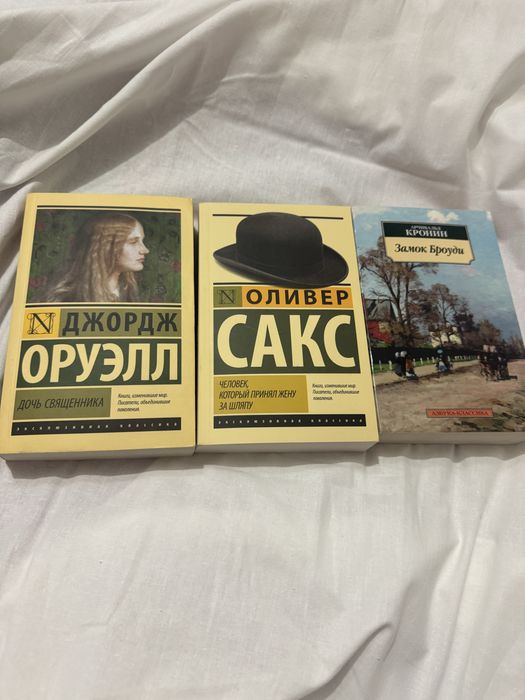 N ДЖОРДЖ
ОРУЭЛЛ
ДОЧЬ СВЯЩЕННИКА
Книги, изменившие мир.
Писатели, объединившие
поколения.
ЭКСКЛЮЗИВНАЯ КЛАССИКА
N ОЛИВЕР
САКС
ЧЕЛОВЕК,
КОТОРЫЙ ПРИНЯЛ ЖЕНУ
ЗА ШЛЯПУ
Книги, изменившие мир.
Писатели, объединившие
поколения.
ЭКСКЛЮЗИВНАЯ КЛАССИКА
АРЧИБАЛЬД
КРОНИН
Замок Броуди
АЗБУКА-КЛАССИКА